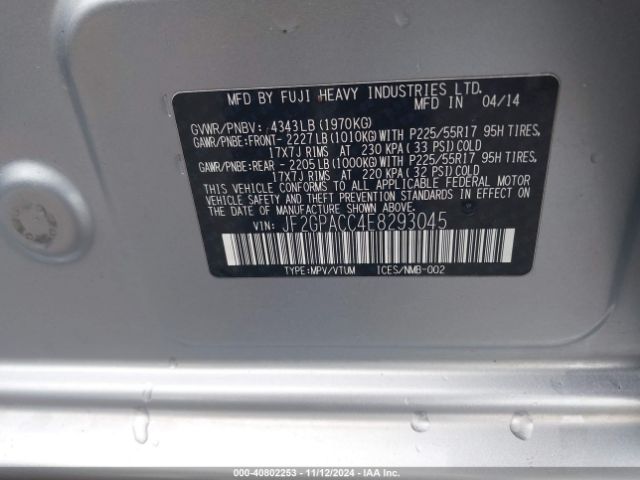 MFD BY FUJI HEAVY INDUSTRIES LTD.
MFD IN 04/14
GVWR/PNBV: 4343LB (1970KG)
GAWR/PNBE:FRONT- 2227LB (1010KG) WITH P225/55R17 95H TIRES,
17X7J RIMS AT 230 KPA (33 PSI) COLD
GAWR/PNBE:REAR - 2205LB (1000KG) WITH P225/55R17 95H TIRES,
17X7J RIMS AT 220 KPA (32 PSI) COLD
THIS VEHICLE CONFORMS TO ALL APPLICABLE FEDERAL MOTOR
VEHICLE SAFETY AND THEFT PREVENTION STANDARDS IN EFFECT ON
THE DATE OF MANUFACTURE SHOWN ABOVE.
VIN: JF2GPACC4E8293045
TYPE:MPV/VTUM ICES/NMB-002
000-40802253 - 11/12/2024 - IAA Inc.